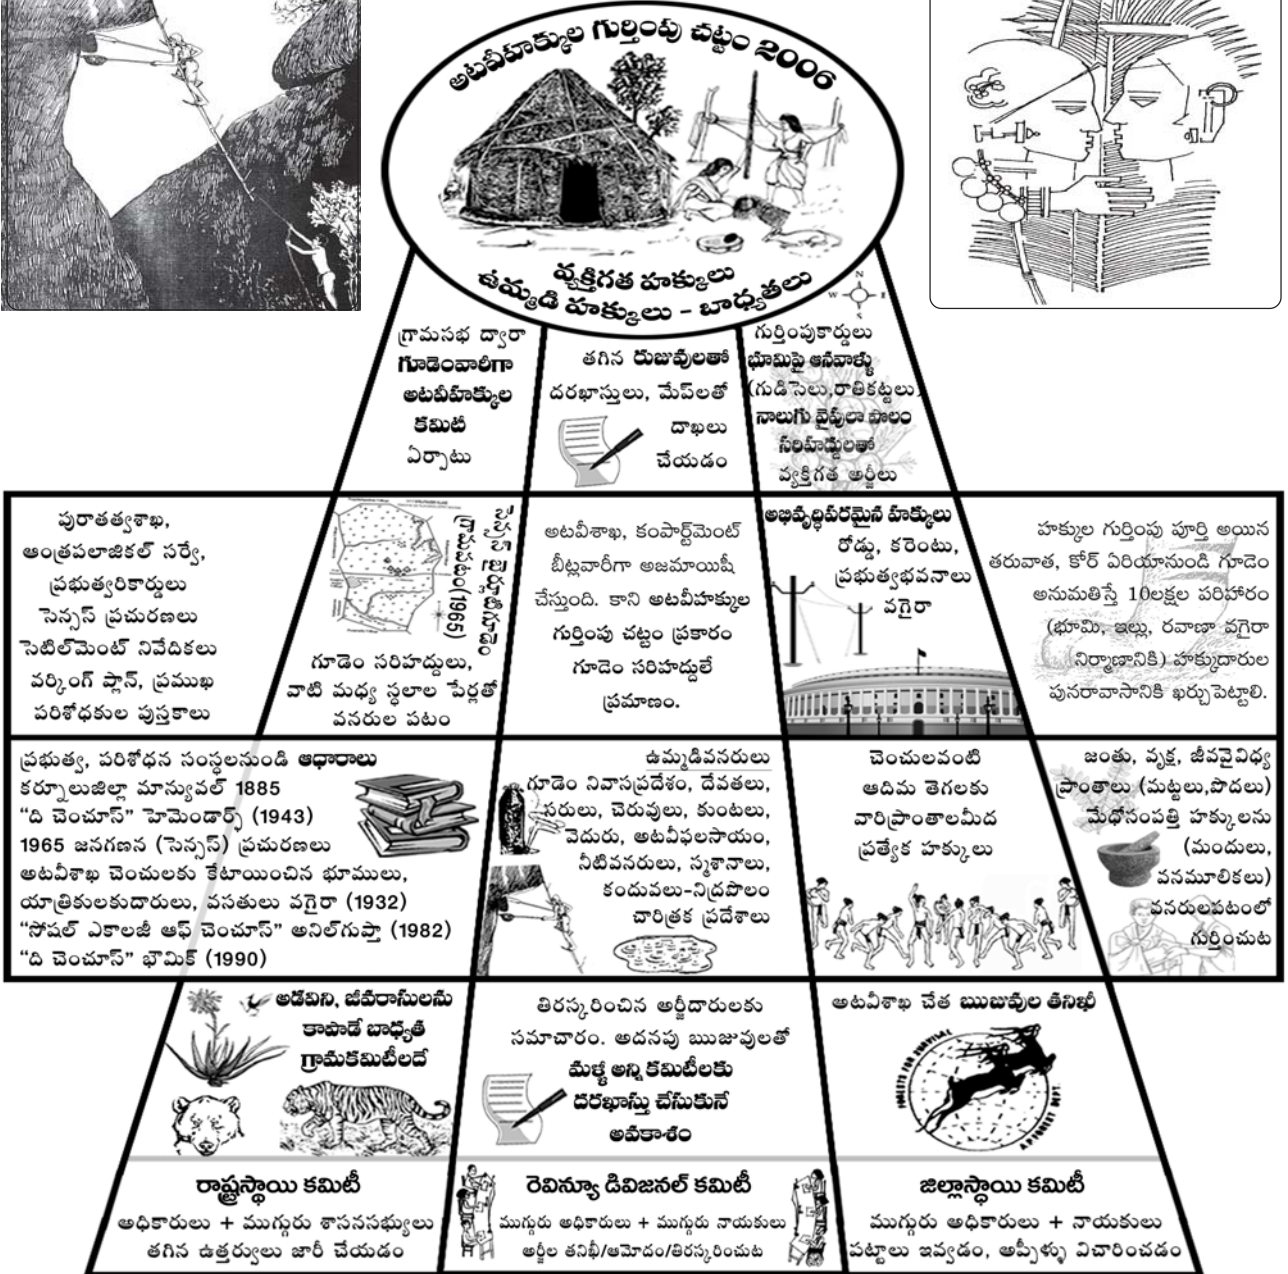 అటవీహక్కుల గుర్తింపు చట్టం 2006
వ్యక్తిగత హక్కులు
ఉమ్మడి హక్కులు - బాధ్యతలు
N
W E
S
గ్రామసభ ద్వారా
గూడెంవారీగా
అటవీహక్కుల
కమిటీ
ఏర్పాటు
తగిన రుజువులతో
దరఖాస్తులు, మేప్‌లతో
దాఖలు
చేయడం
గుర్తింపుకార్డులు
భూమిపై ఆనవాళ్ళు
(గుడిసెలు,రాతికట్టలు)
నాలుగు వైపులా పొలం
సరిహద్దులతో
వ్యక్తిగత అర్జీలు
పురాతత్వశాఖ,
ఆంత్రపలాజికల్ సర్వే,
ప్రభుత్వరికార్డులు
సెన్సస్ ప్రచురణలు
సెటిల్‌మెంట్ నివేదికలు
వర్కింగ్ ప్లాన్, ప్రముఖ
పరిశోధకుల పుస్తకాలు
గ్రామపటం(1965)
గూడెం సరిహద్దులు,
వాటి మధ్య స్థలాల పేర్లతో
వనరుల పటం
అటవీశాఖ, కంపార్ట్‌మెంట్
బీట్లవారీగా అజమాయిషీ
చేస్తుంది. కాని అటవీహక్కుల
గుర్తింపు చట్టం ప్రకారం
గూడెం సరిహద్దులే
ప్రమాణం.
అభివృద్ధిపరమైన హక్కులు
రోడ్డు, కరెంటు,
ప్రభుత్వభవనాలు
వగైరా
హక్కుల గుర్తింపు పూర్తి అయిన
తరువాత, కోర్ ఏరియానుండి గూడెం
అనుమతిస్తే 10లక్షల పరిహారం
(భూమి, ఇల్లు, రవాణా వగైరా
నిర్మాణానికి) హక్కుదారుల
పునరావాసానికి ఖర్చుపెట్టాలి.
ప్రభుత్వ, పరిశోధన సంస్థలనుండి ఆధారాలు
కర్నూలుజిల్లా మాన్యువల్ 1885
“ది చెంచూస్” హెమెండార్ఫ్ (1943)
1965 జనగణన (సెన్సస్) ప్రచురణలు
అటవీశాఖ చెంచులకు కేటాయించిన భూములు,
యాత్రికులకుదారులు, వసతులు వగైరా (1932)
“సోషల్ ఎకాలజీ ఆఫ్ చెంచూస్” అనిల్‌గుప్తా (1982)
“ది చెంచూస్” భౌమిక్ (1990)
ఉమ్మడివనరులు
గూడెం నివాసప్రదేశం, దేవతలు,
సరులు, చెరువులు, కుంటలు,
వెదురు, అటవీఫలసాయం,
నీటివనరులు, స్మశానాలు,
కందువలు-నిద్రపొలం
చారిత్రక ప్రదేశాలు
చెంచులవంటి
ఆదిమ తెగలకు
వారిప్రాంతాలమీద
ప్రత్యేక హక్కులు
జంతు, వృక్ష, జీవవైవిధ్య
ప్రాంతాలు (మట్టలు,పొదలు)
మేధోసంపత్తి హక్కులను
(మందులు,
వనమూలికలు)
వనరులపటంలో
గుర్తించుట
అడవిని, జీవరాసులను
కాపాడే బాధ్యత
గ్రామకమిటీలదే
తిరస్కరించిన అర్జీదారులకు
సమాచారం. అదనపు ఋజువులతో
మళ్ళీ అన్ని కమిటీలకు
దరఖాస్తు చేసుకునే
అవకాశం
అటవీశాఖ చేత ఋజువుల తనిఖీ
FORESTS FOR SURVIVAL
A.P.FOREST DEPT.
రాష్ట్రస్థాయి కమిటీ
అధికారులు + ముగ్గురు శాసనసభ్యులు
తగిన ఉత్తర్వులు జారీ చేయడం
రెవిన్యూ డివిజనల్ కమిటీ
ముగ్గురు అధికారులు + ముగ్గురు నాయకులు
అర్జీల తనిఖీ/ఆమోదం/తిరస్కరించుట
జిల్లాస్థాయి కమిటీ
ముగ్గురు అధికారులు + నాయకులు
పట్టాలు ఇవ్వడం, అప్పీళ్ళు విచారించడం